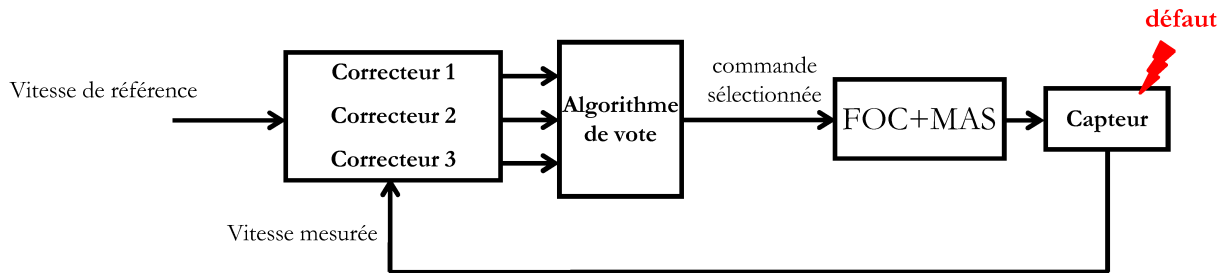 défaut
Vitesse de référence
Correcteur 1
Correcteur 2
Correcteur 3
Algorithme
de vote
commande
sélectionnée
FOC+MAS
Capteur
Vitesse mesurée